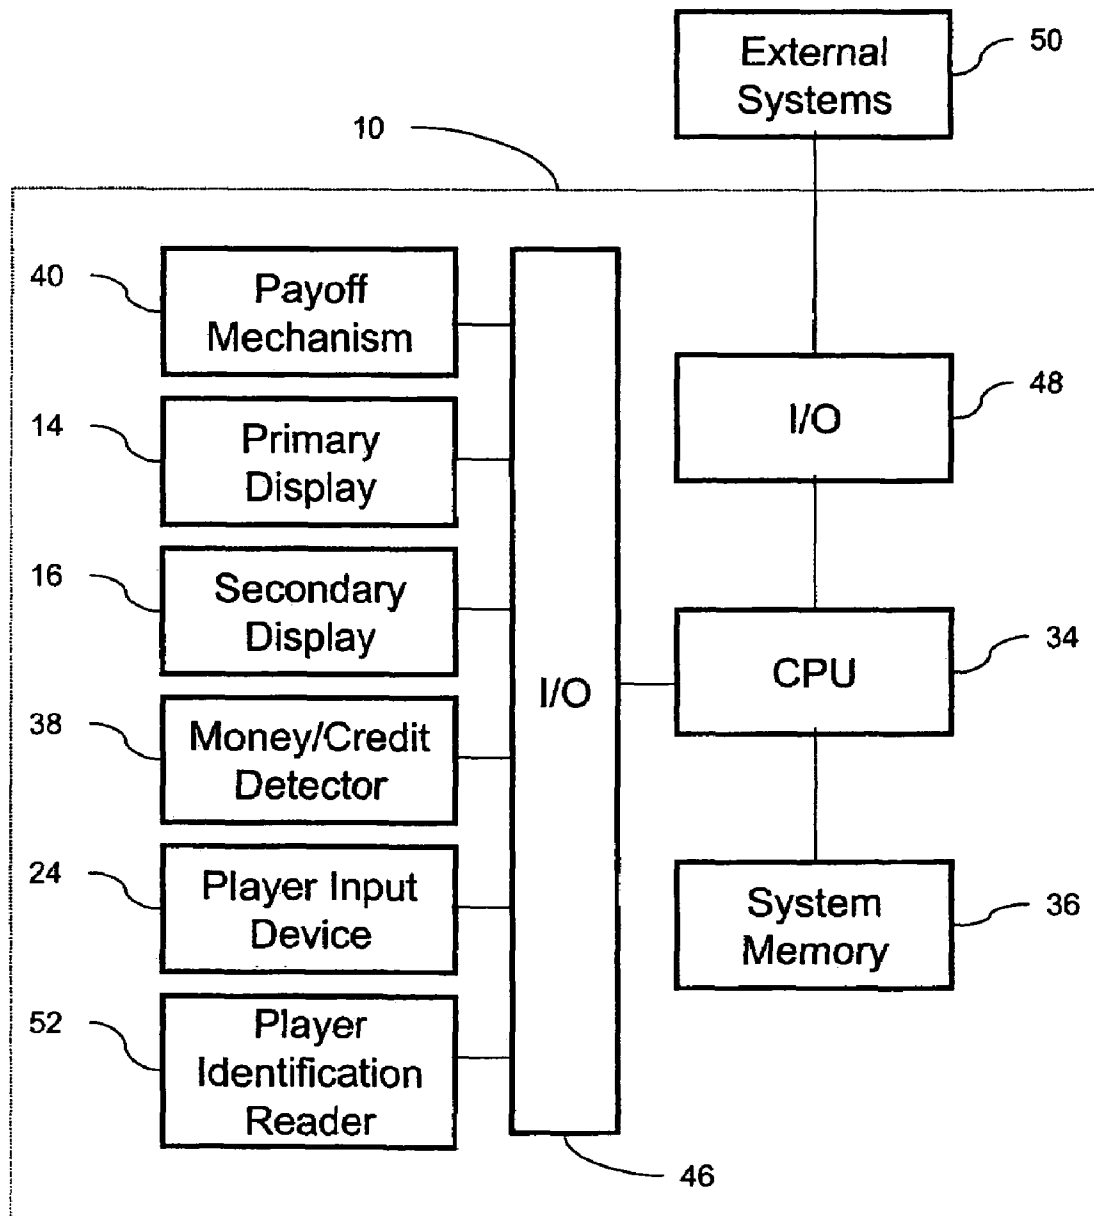 External
Systems
50
10
40
Payoff
Mechanism
14
Primary
Display
16
Secondary
Display
38
Money/Credit
Detector
24
Player Input
Device
52
Player
Identification
Reader
I/O
46
I/O
48
CPU
34
System
Memory
36